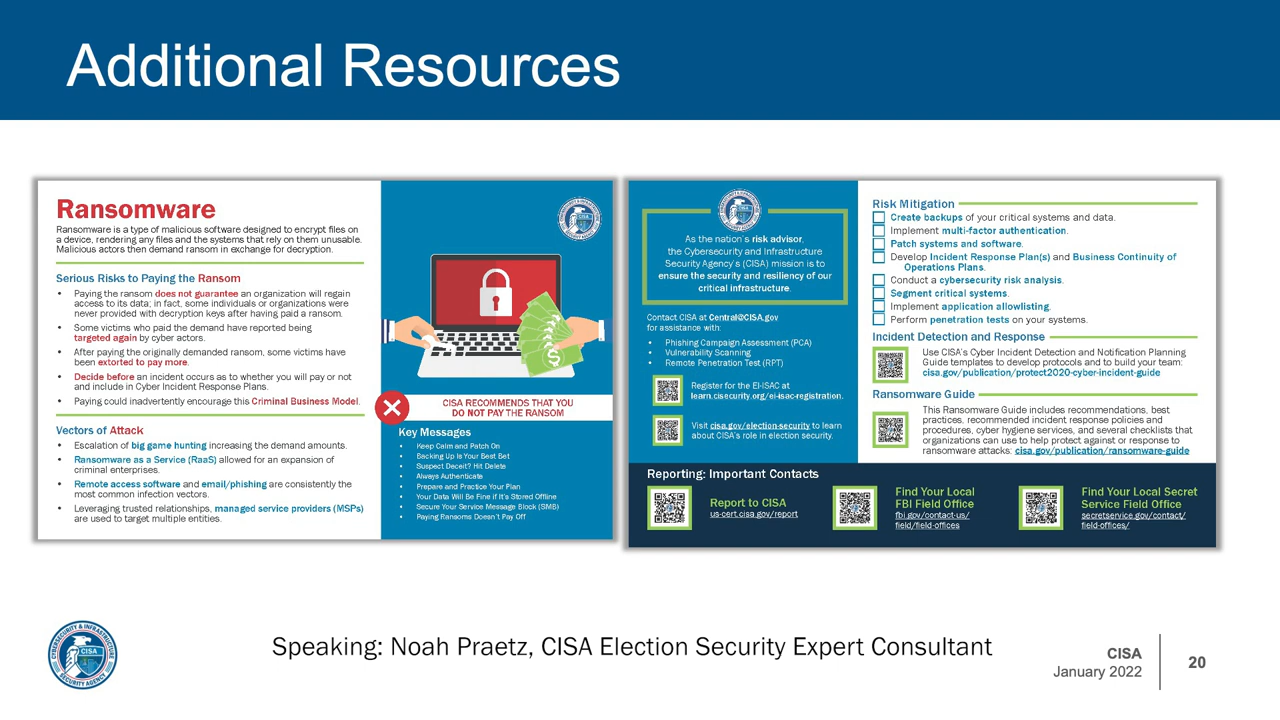 Additional Resources
Ransomware
Ransomware is a type of malicious software designed to encrypt files on
a device, rendering any files and the systems that rely on them unusable.
Malicious actors then demand ransom in exchange for decryption.
Serious Risks to Paying the Ransom
• Paying the ransom does not guarantee an organization will regain
access to its data; in fact, some individuals or organizations were
never provided with decryption keys after having paid a ransom.
• Some victims who paid the demand have reported being
targeted again by cyber actors.
• After paying the originally demanded ransom, some victims have
been extorted to pay more.
• Decide before an incident occurs as to whether you will pay or not
and include in Cyber Incident Response Plans.
• Paying could inadvertently encourage this Criminal Business Model.
Vectors of Attack
• Escalation of big game hunting increasing the demand amounts.
• Ransomware as a Service (RaaS) allowed for an expansion of
criminal enterprises.
• Remote access software and email/phishing are consistently the
most common infection vectors.
• Leveraging trusted relationships, managed service providers (MSPs)
are used to target multiple entities.
CISA RECOMMENDS THAT YOU
DO NOT PAY THE RANSOM
Key Messages
• Keep Calm and Patch On
• Backing Up Is Your Best Bet
• Suspect Deceit? Hit Delete
• Always Authenticate
• Prepare and Practice Your Plan
• Your Data Will Be Fine if It's Stored Offline
• Secure Your Server Message Block (SMB)
• Paying Ransoms Doesn't Pay Off
As the nation's risk advisor,
the Cybersecurity and Infrastructure
Security Agency's (CISA) mission is to
ensure the security and resiliency of our
critical infrastructure.
Contact CISA at Central@CISA.gov
for assistance with:
• Phishing Campaign Assessment (PCA)
• Vulnerability Scanning
• Remote Penetration Test (RPT)
Register for the EI-ISAC at
learn.cisecurity.org/ei-isac-registration.
Visit cisa.gov/election-security to learn
about CISA's role in election security.
Risk Mitigation
Create backups of your critical systems and data.
Implement multi-factor authentication.
Patch systems and software.
Develop Incident Response Plan(s) and Business Continuity of
Operations Plans.
Conduct a cybersecurity risk analysis.
Segment critical systems.
Implement application allowlisting.
Perform penetration tests on your systems.
Incident Detection and Response
Use CISA's Cyber Incident Detection and Notification Planning
Guide templates to develop protocols and to build your team:
cisa.gov/publication/protect2020-cyber-incident-guide
Ransomware Guide
This Ransomware Guide includes recommendations, best
practices, recommended incident response policies and
procedures, cyber hygiene services, and several checklists that
organizations can use to help protect against or response to
ransomware attacks: cisa.gov/publication/ransomware-guide
Reporting: Important Contacts
Report to CISA
us-cert.cisa.gov/report
Find Your Local
FBI Field Office
fbi.gov/contact-us/
field/field-offices
Find Your Local Secret
Service Field Office
secretservice.gov/contact/
field-offices/
CYBERSECURITY & INFRASTRUCTURE
CISA
SECURITY AGENCY
Speaking: Noah Praetz, CISA Election Security Expert Consultant
CISA
January 2022
20